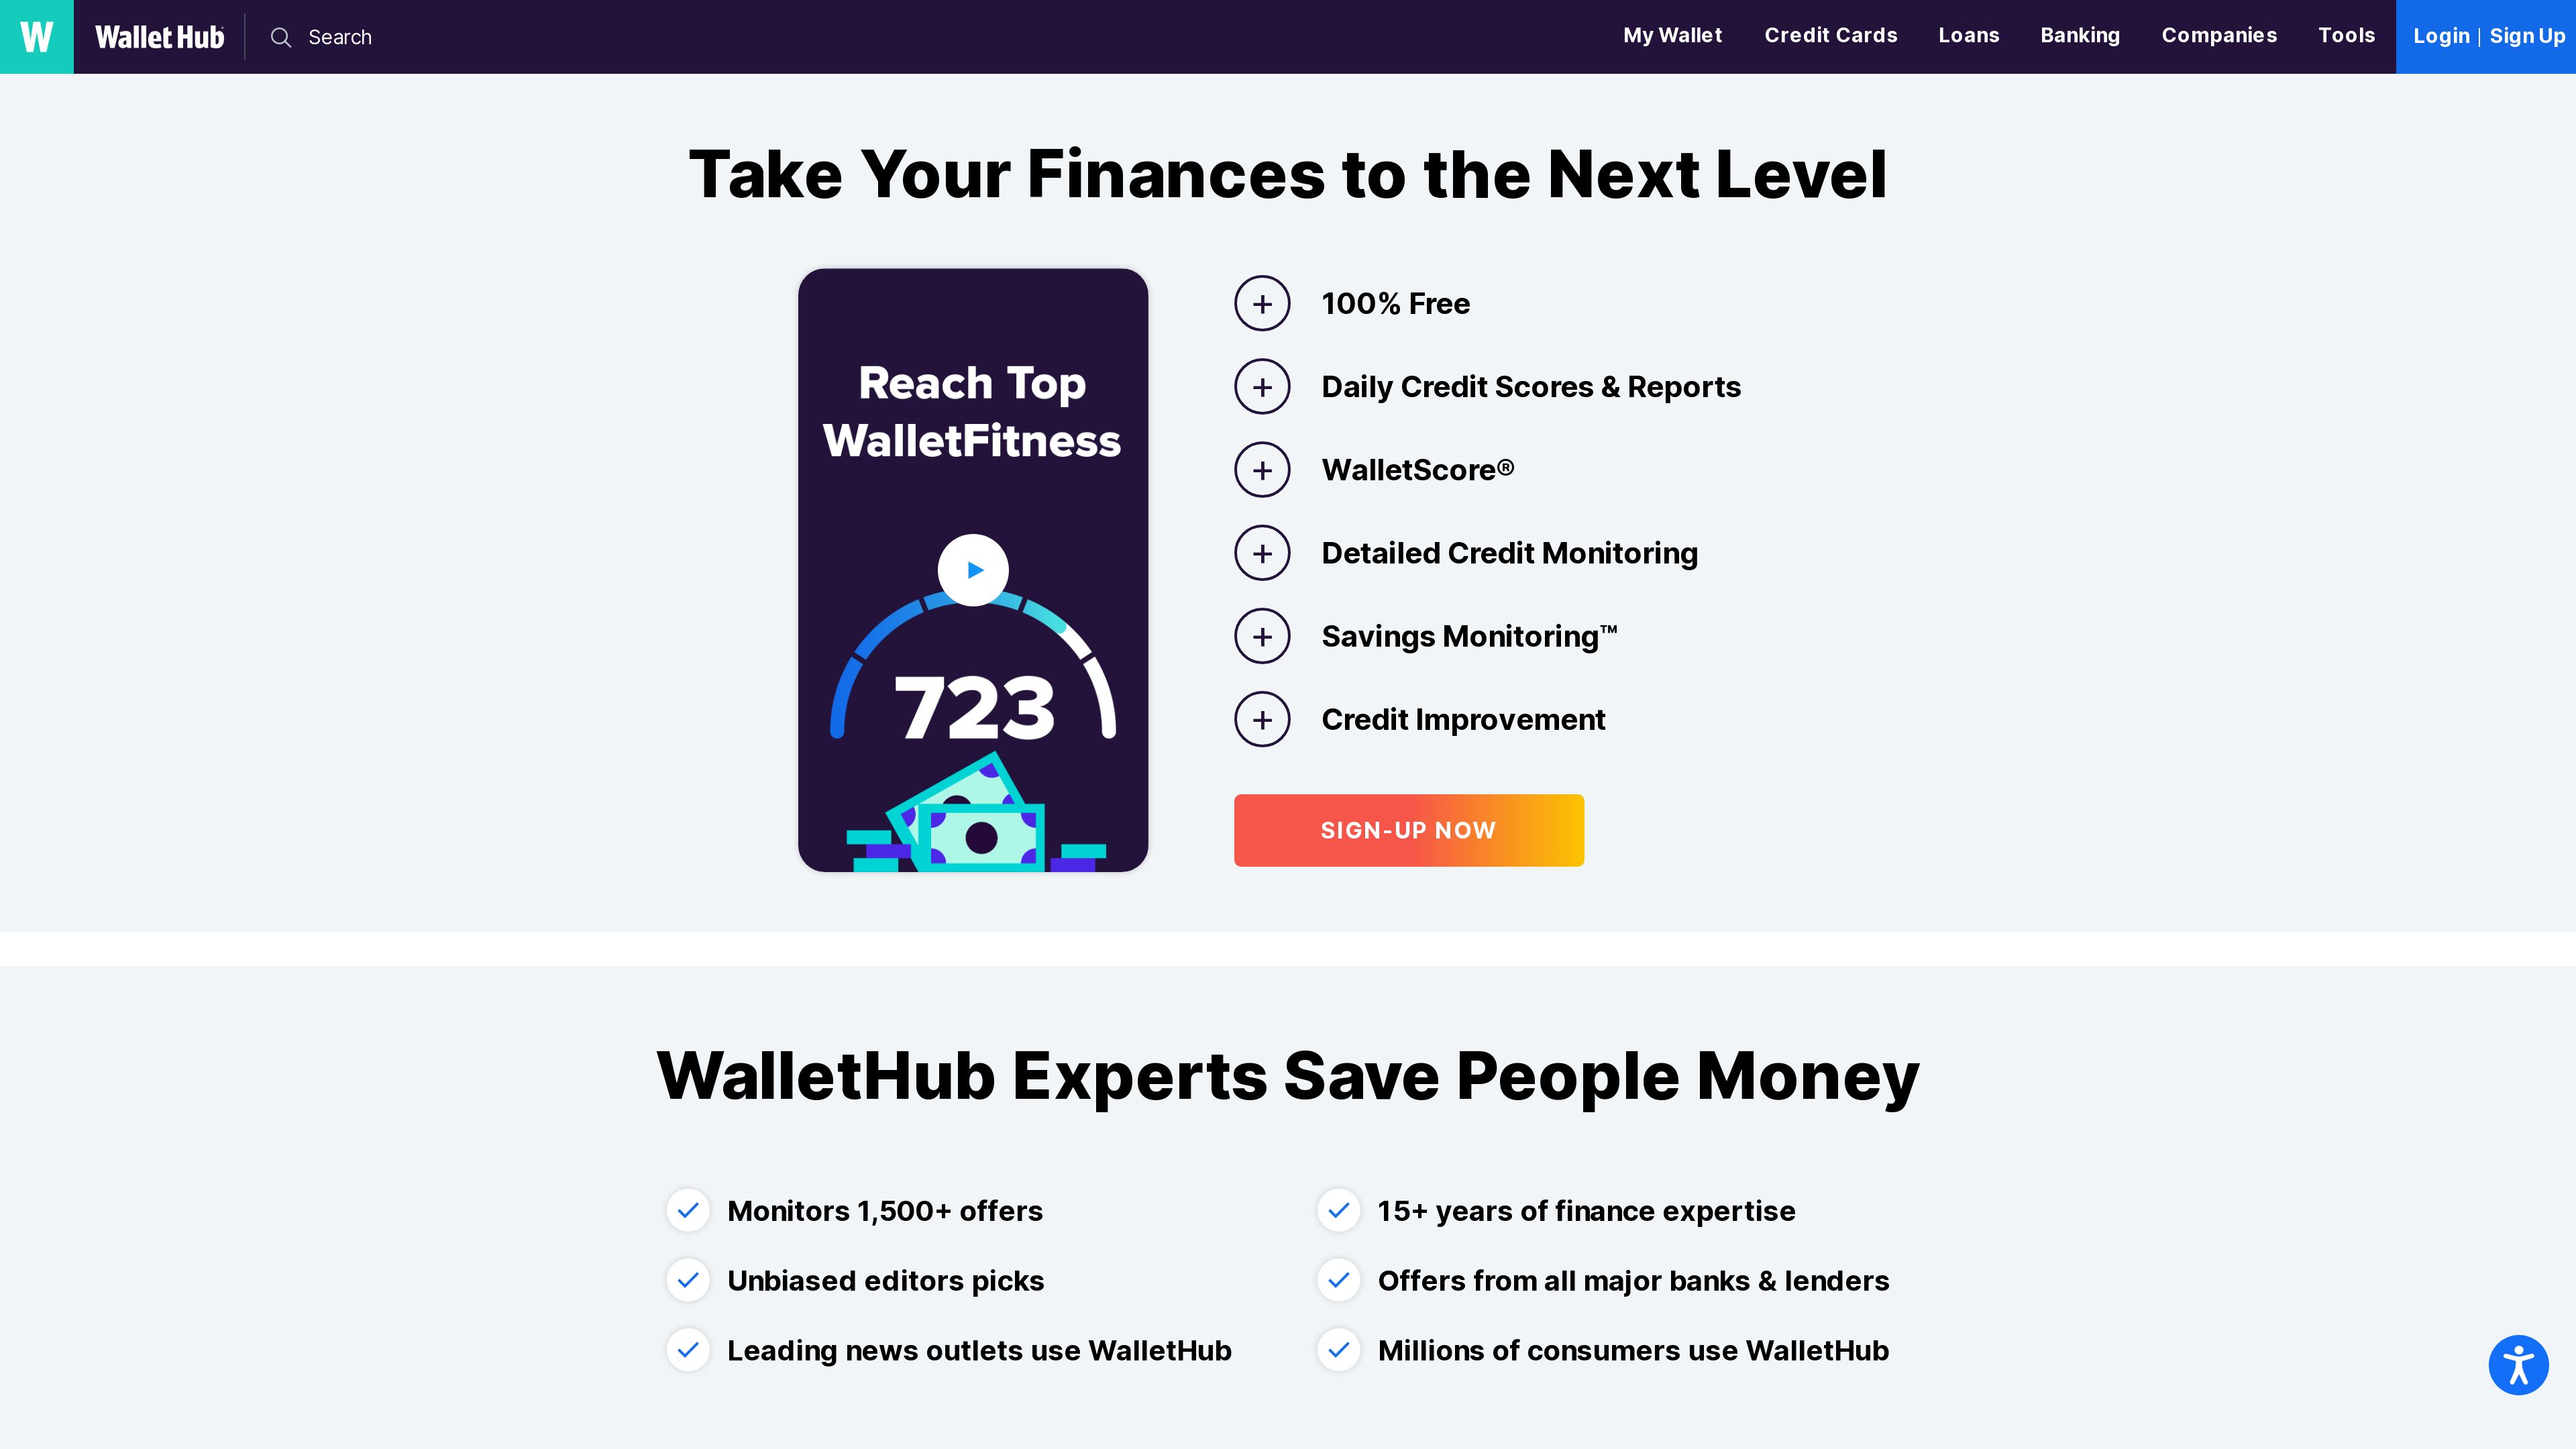 W
WalletHub
Search
My Wallet
Credit Cards
Loans
Banking
Companies
Tools
Login | Sign Up
Take Your Finances to the Next Level
Reach Top
WalletFitness
723
100% Free
Daily Credit Scores & Reports
WalletScore®
Detailed Credit Monitoring
Savings Monitoring™
Credit Improvement
SIGN-UP NOW
WalletHub Experts Save People Money
Monitors 1,500+ offers
15+ years of finance expertise
Unbiased editors picks
Offers from all major banks & lenders
Leading news outlets use WalletHub
Millions of consumers use WalletHub